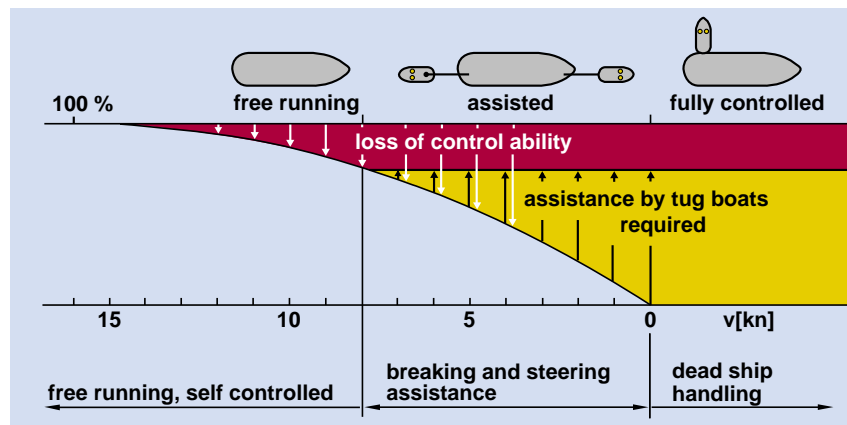 100 %
free running
assisted
fully controlled
loss of control ability
assistance by tug boats
required
15
10
5
0
v[kn]
free running, self controlled
breaking and steering
assistance
dead ship
handling